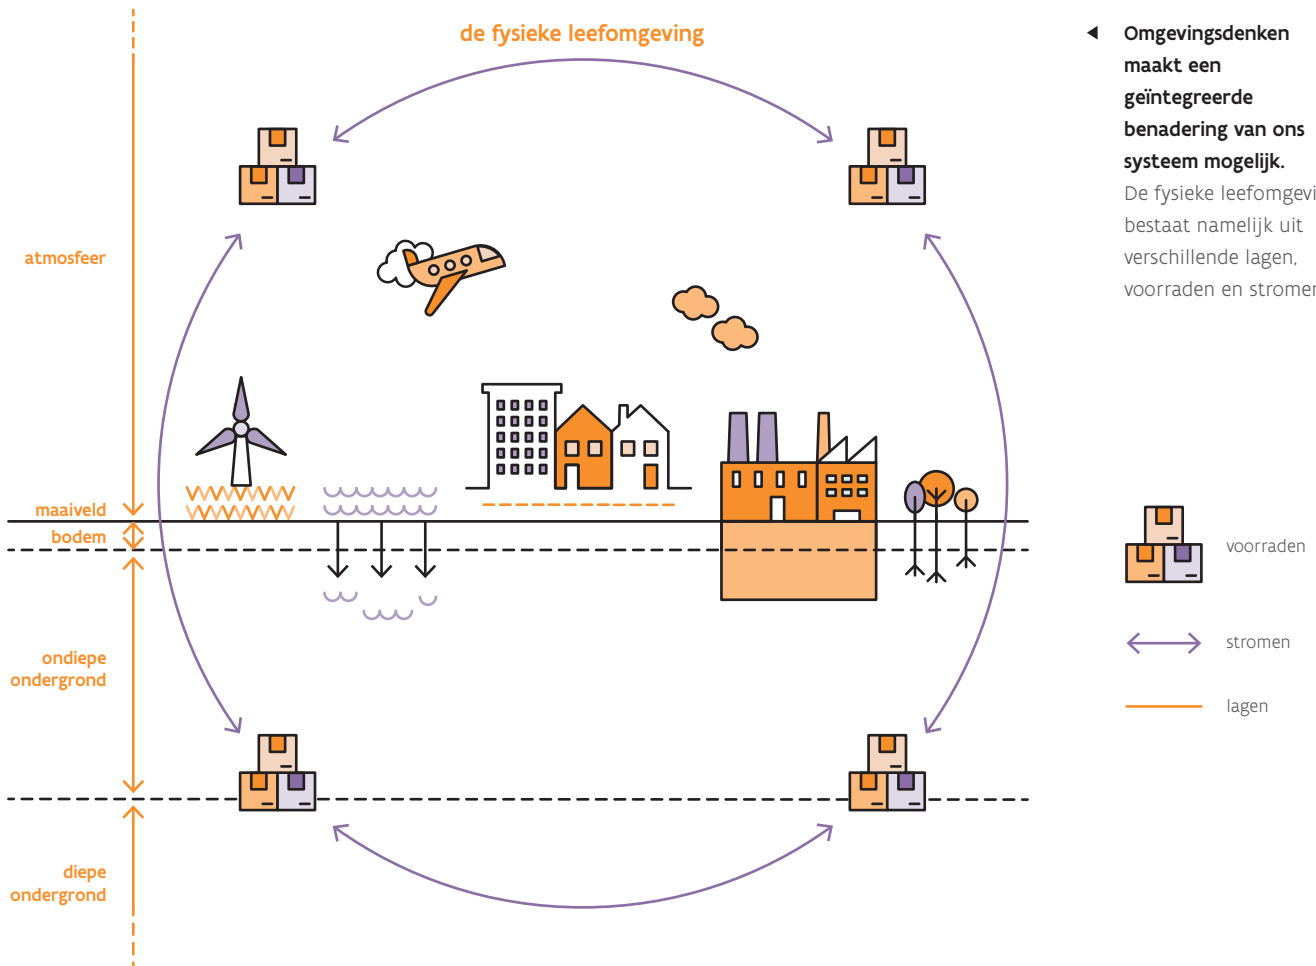 de fysieke leefomgeving
atmosfeer
maaiveld
bodem
ondiepe
ondergrond
diepe
ondergrond
◀ Omgevingsdenken
maakt een
geïntegreerde
benadering van ons
systeem mogelijk.
De fysieke leefomgevi
bestaat namelijk uit
verschillende lagen,
voorraden en stromen
voorraden
stromen
lagen